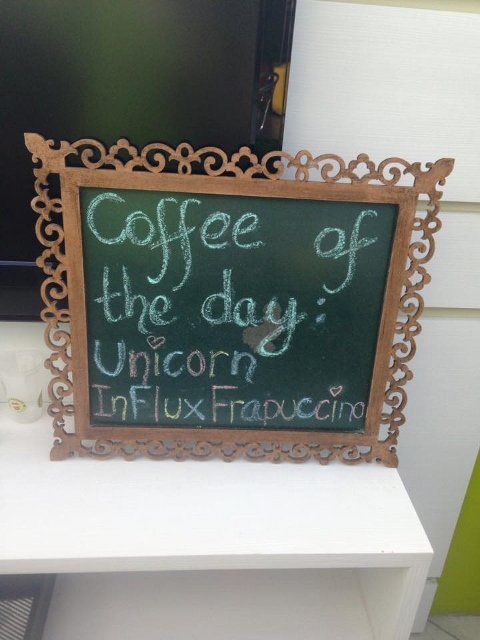 Coffee of
the day:
Unicorn
InFlux Frapuccino